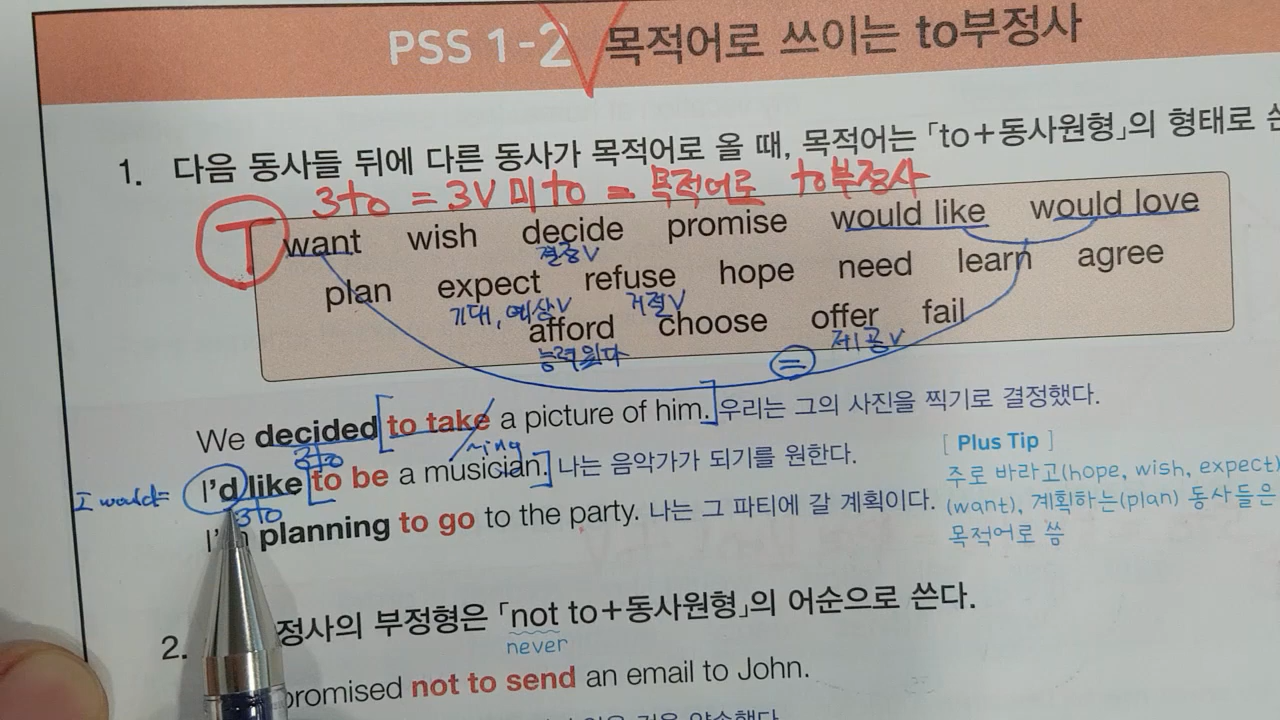 PSS 1-2 목적어로 쓰이는 to부정사
1. 다음 동사들 뒤에 다른 동사가 목적어로 올 때, 목적어는 「to+동사원형」의 형태로
3to = 3V 미 to = 목적어로 to부정사
T want wish decide promise would like would love
결정V
plan expect refuse hope need learn agree
기대, 예상V 거절V
afford choose offer fail
능력있다 제공V
=
We decided [to take a picture of him.] 우리는 그의 사진을 찍기로 결정했다.
3to ~ing [ Plus Tip ]
I'd like [to be a musician.] 나는 음악가가 되기를 원한다. 주로 바라고(hope, wish, expect)
I would= 3to (want), 계획하는(plan) 동사들은
planning to go to the party. 나는 그 파티에 갈 계획이다. 목적어로 씀
2. 정사의 부정형은 「not to+동사원형」의 어순으로 쓴다.
never
promised not to send an email to John.